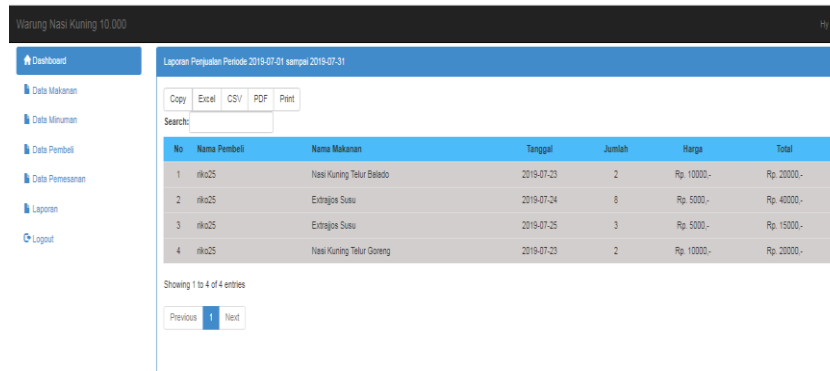 Warung Nasi Kuning 10.000
Hy
Dashboard
Data Makanan
Data Minuman
Data Pembeli
Data Pemesanan
Laporan
Logout
Laporan Penjualan Periode 2019-07-01 sampai 2019-07-31
Copy Excel CSV PDF Print
Search:
No Nama Pembeli Nama Makanan Tanggal Jumlah Harga Total
1 riko25 Nasi Kuning Telur Balado 2019-07-23 2 Rp. 10000,- Rp. 20000,-
2 riko25 Extrajos Susu 2019-07-24 8 Rp. 5000,- Rp. 40000,-
3 riko25 Extrajos Susu 2019-07-25 3 Rp. 5000,- Rp. 15000,-
4 riko25 Nasi Kuning Telur Goreng 2019-07-23 2 Rp. 10000,- Rp. 20000,-
Showing 1 to 4 of 4 entries
Previous 1 Next